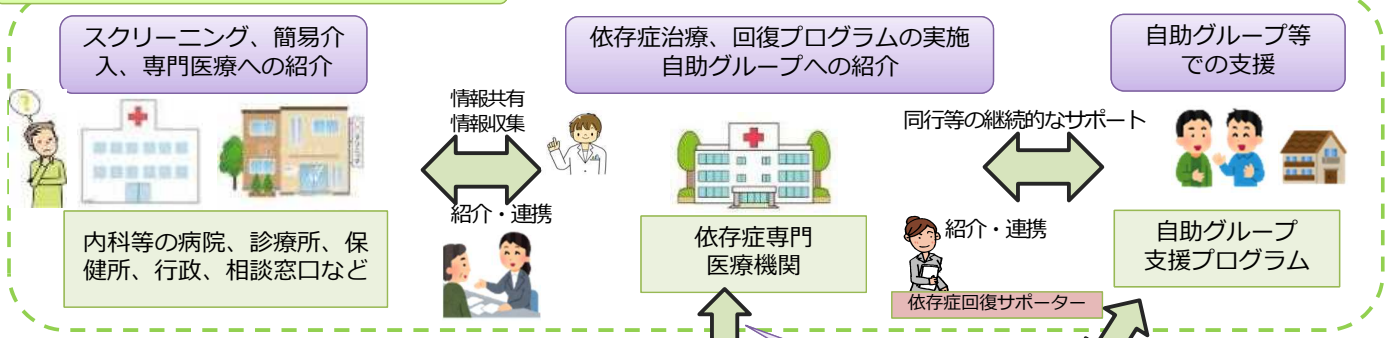 スクリーニング、簡易介
入、専門医療への紹介
依存症治療、回復プログラムの実施
自助グループへの紹介
自助グループ等
での支援
情報共有
情報収集
同行等の継続的なサポート
紹介・連携
紹介・連携
内科等の病院、診療所、保
健所、行政、相談窓口など
依存症専門
医療機関
自助グループ
支援プログラム
依存症回復サポーター